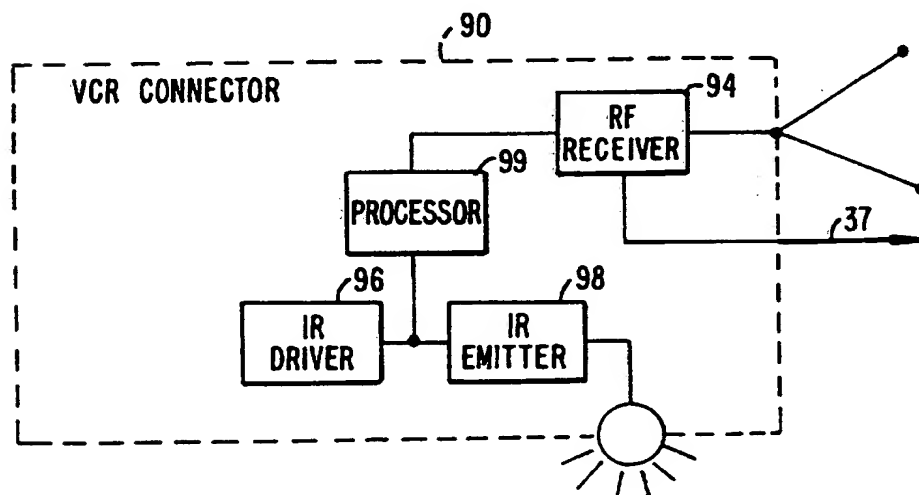 90
VCR CONNECTOR
94
RF
RECEIVER
99
PROCESSOR
37
96
IR
DRIVER
98
IR
EMITTER